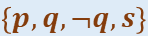 {p, q, ¬q, s}